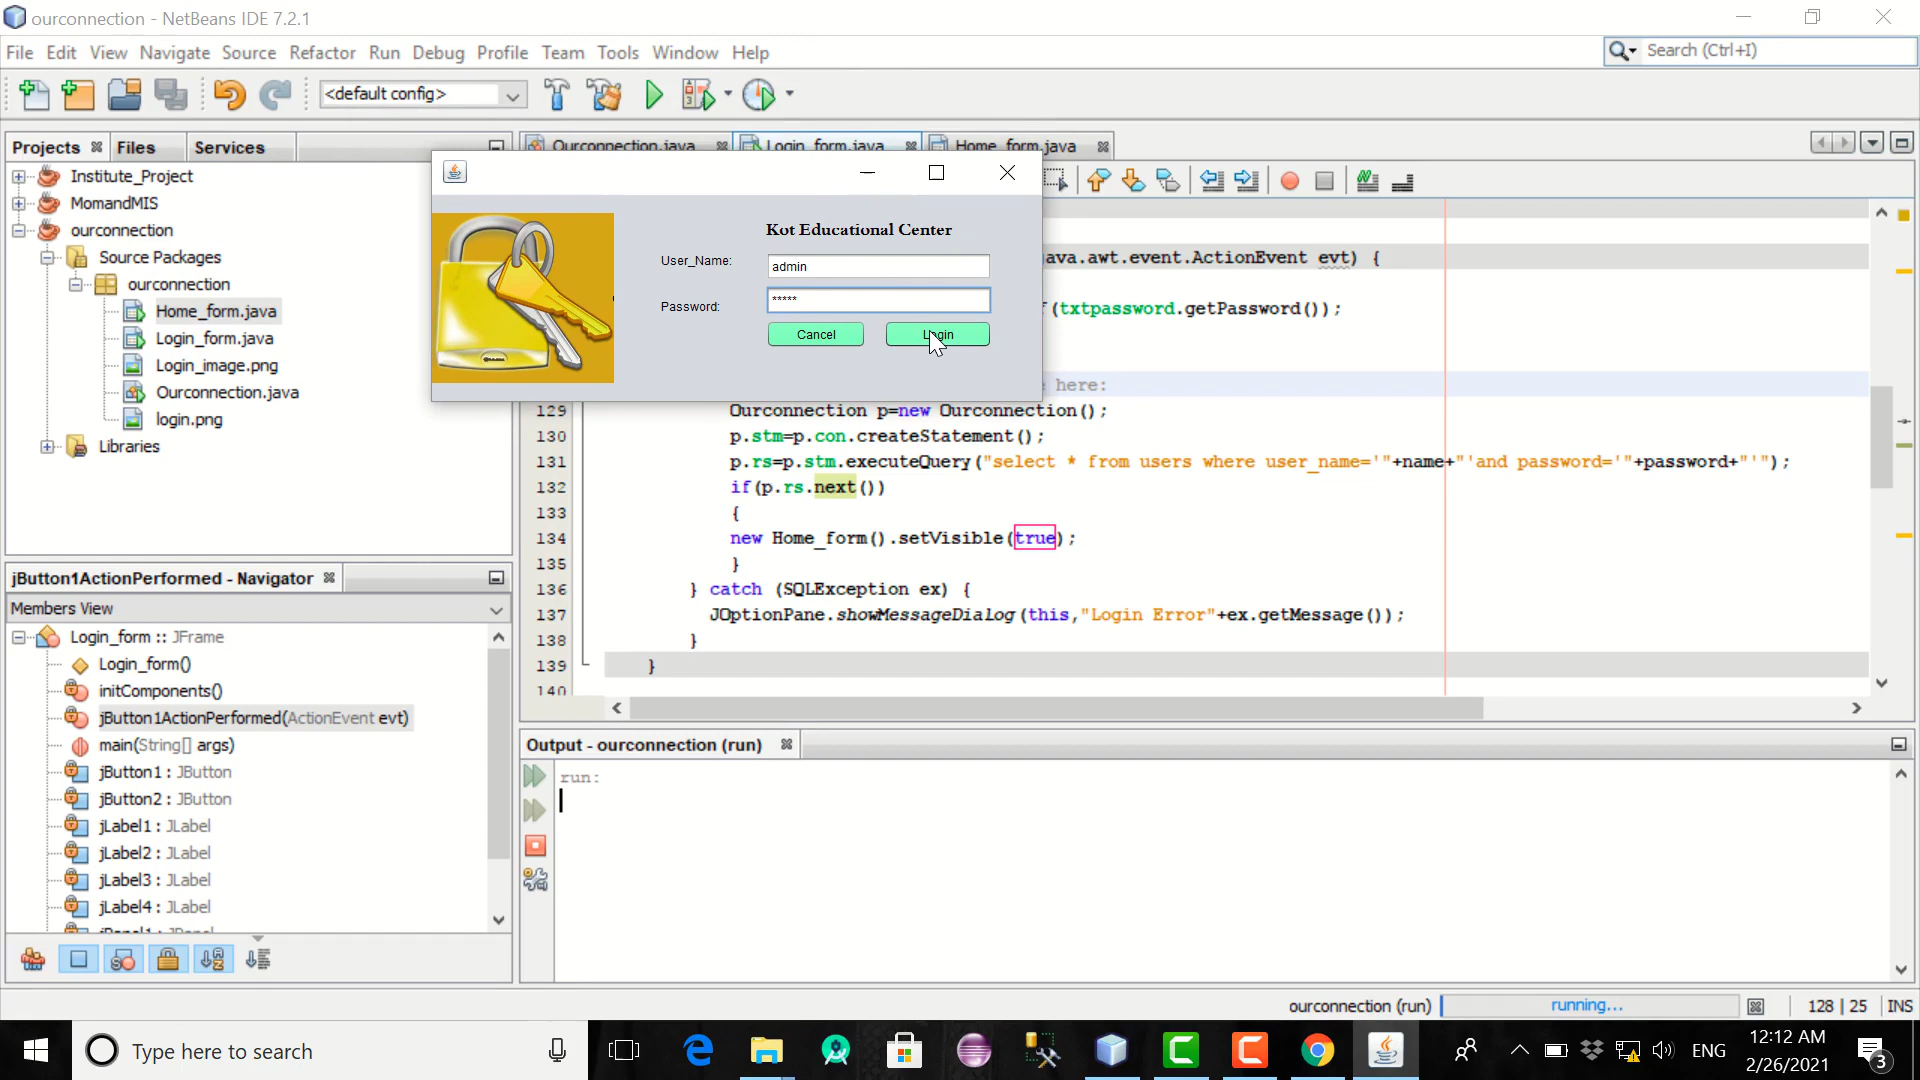 ourconnection - NetBeans IDE 7.2.1
File Edit View Navigate Source Refactor Run Debug Profile Team Tools Window Help
Search (Ctrl+I)
<default config>
Projects Files Services
Ourconnection.java Login_form.java Home_form.java
Institute_Project
MomandMIS
ourconnection
Source Packages
ourconnection
Home_form.java
Login_form.java
Login_image.png
Ourconnection.java
login.png
Libraries
Kot Educational Center
User_Name: admin
Password: *****
Cancel Login
ava.awt.event.ActionEvent evt) {
(txtpassword.getPassword());
here:
129 Ourconnection p=new Ourconnection();
130 p.stm=p.con.createStatement();
131 p.rs=p.stm.executeQuery("select * from users where user_name='"+name+"'and password='"+password+"'");
132 if(p.rs.next())
133 {
134 new Home_form().setVisible(true);
135 }
136 } catch (SQLException ex) {
137 JOptionPane.showMessageDialog(this,"Login Error"+ex.getMessage());
138 }
139 }
140
jButton1ActionPerformed - Navigator
Members View
Login_form :: JFrame
Login_form()
initComponents()
jButton1ActionPerformed(ActionEvent evt)
main(String[] args)
jButton1 : JButton
jButton2 : JButton
jLabel1 : JLabel
jLabel2 : JLabel
jLabel3 : JLabel
jLabel4 : JLabel
jPanel1 : JPanel
Output - ourconnection (run)
run:
ourconnection (run) running... 128 | 25 INS
Type here to search
ENG
12:12 AM
2/26/2021
3